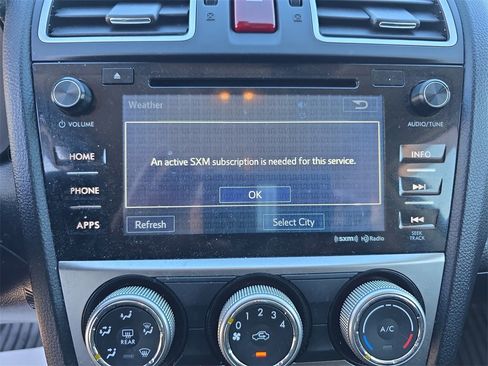 Weather
VOLUME
AUDIO/TUNE
An active SXM subscription is needed for this service.
HOME
INFO
OK
PHONE
APPS
Refresh
Select City
SEEK
TRACK
((sxm)) HD Radio
REAR
0 1 2 3 4
A/C